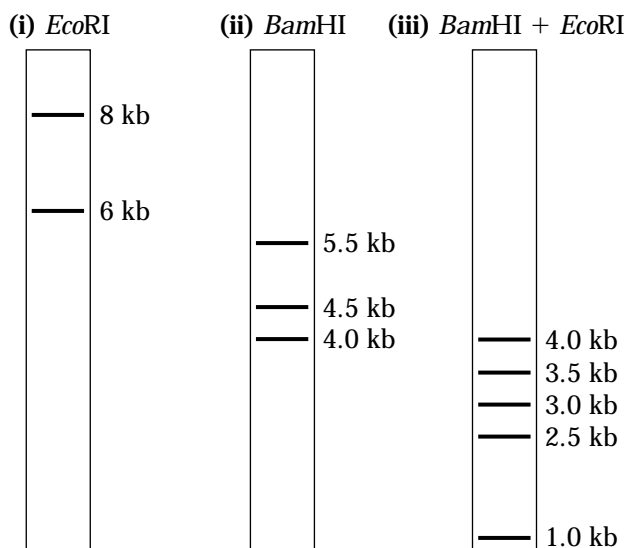 (i) EcoRI
8 kb
6 kb
(ii) BamHI
5.5 kb
4.5 kb
4.0 kb
(iii) BamHI + EcoRI
4.0 kb
3.5 kb
3.0 kb
2.5 kb
1.0 kb